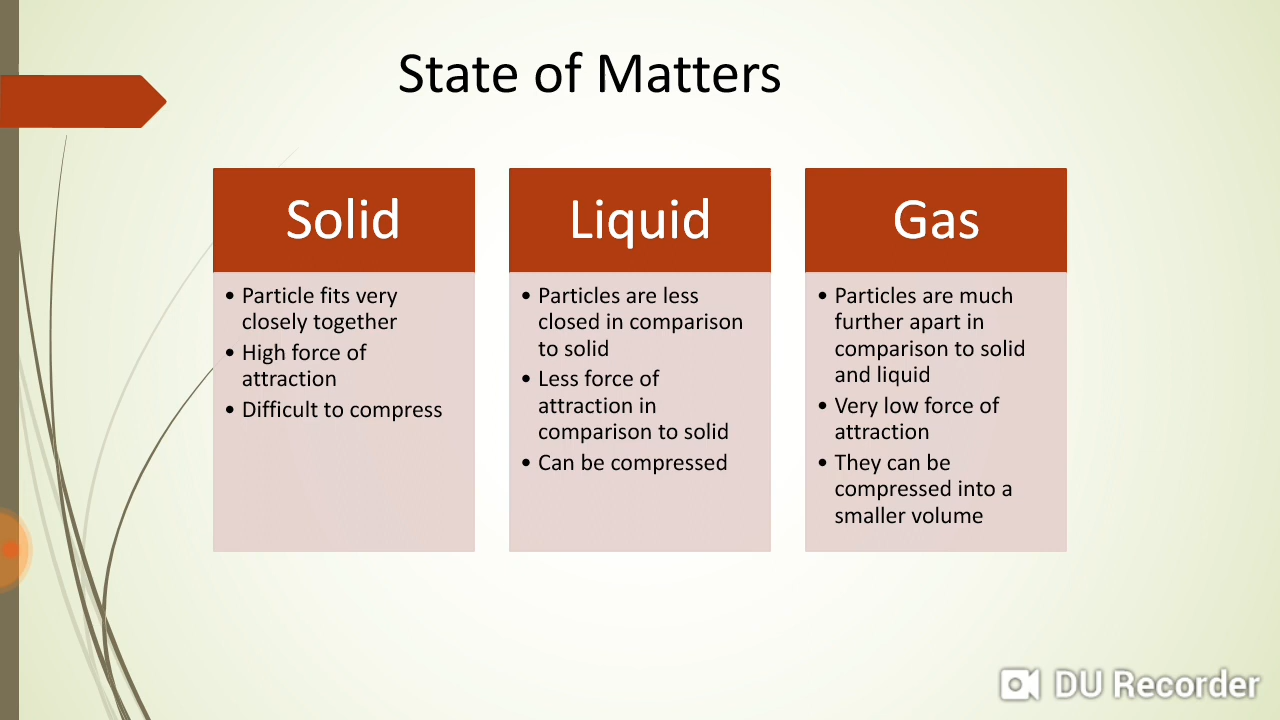 State of Matters
Solid
• Particle fits very
closely together
• High force of
attraction
• Difficult to compress
Liquid
• Particles are less
closed in comparison
to solid
• Less force of
attraction in
comparison to solid
• Can be compressed
Gas
• Particles are much
further apart in
comparison to solid
and liquid
• Very low force of
attraction
• They can be
compressed into a
smaller volume
DU Recorder